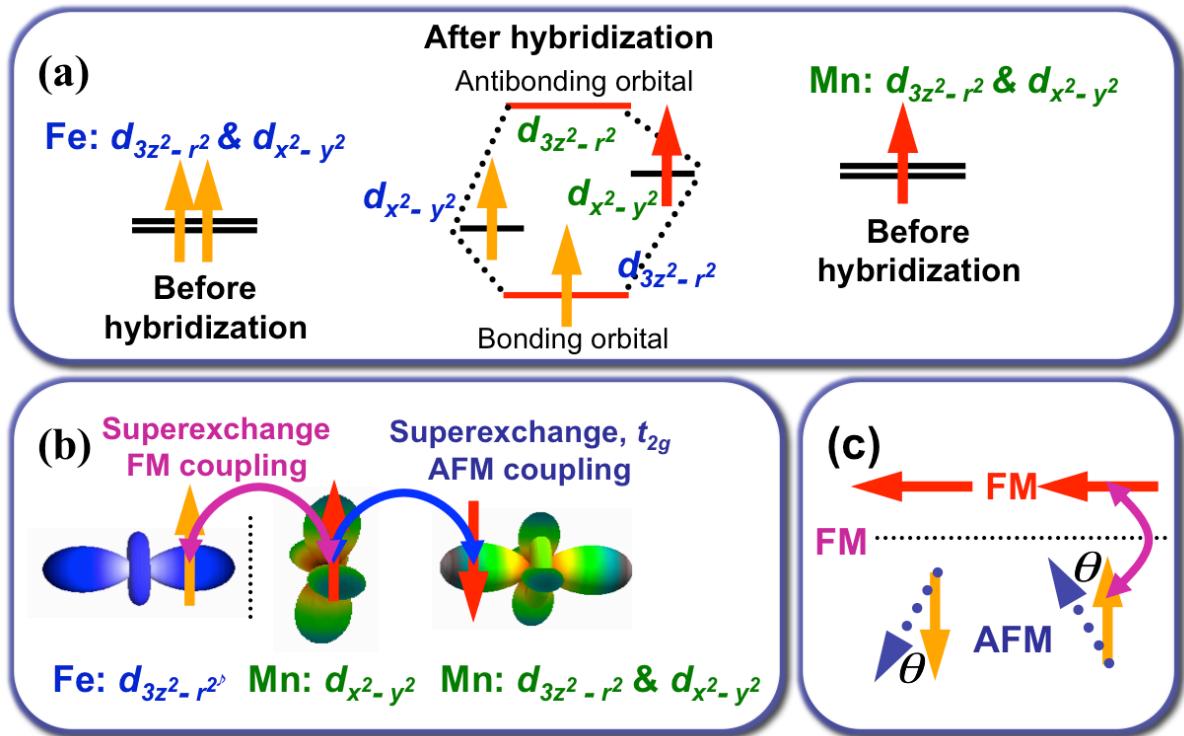 (a)
After hybridization
Antibonding orbital
Fe: d3z²- r² & dx²- y²
Before
hybridization
d3z²- r²
dx²- y²
dx²- y²
d3z²- r²
Bonding orbital
Mn: d3z²- r² & dx²- y²
Before
hybridization
(b)
Superexchange
FM coupling
Superexchange, t2g
AFM coupling
Fe: d3z²- r²♪
Mn: dx²- y²
Mn: d3z²- r² & dx²- y²
(c)
FM
FM
θ
θ
AFM